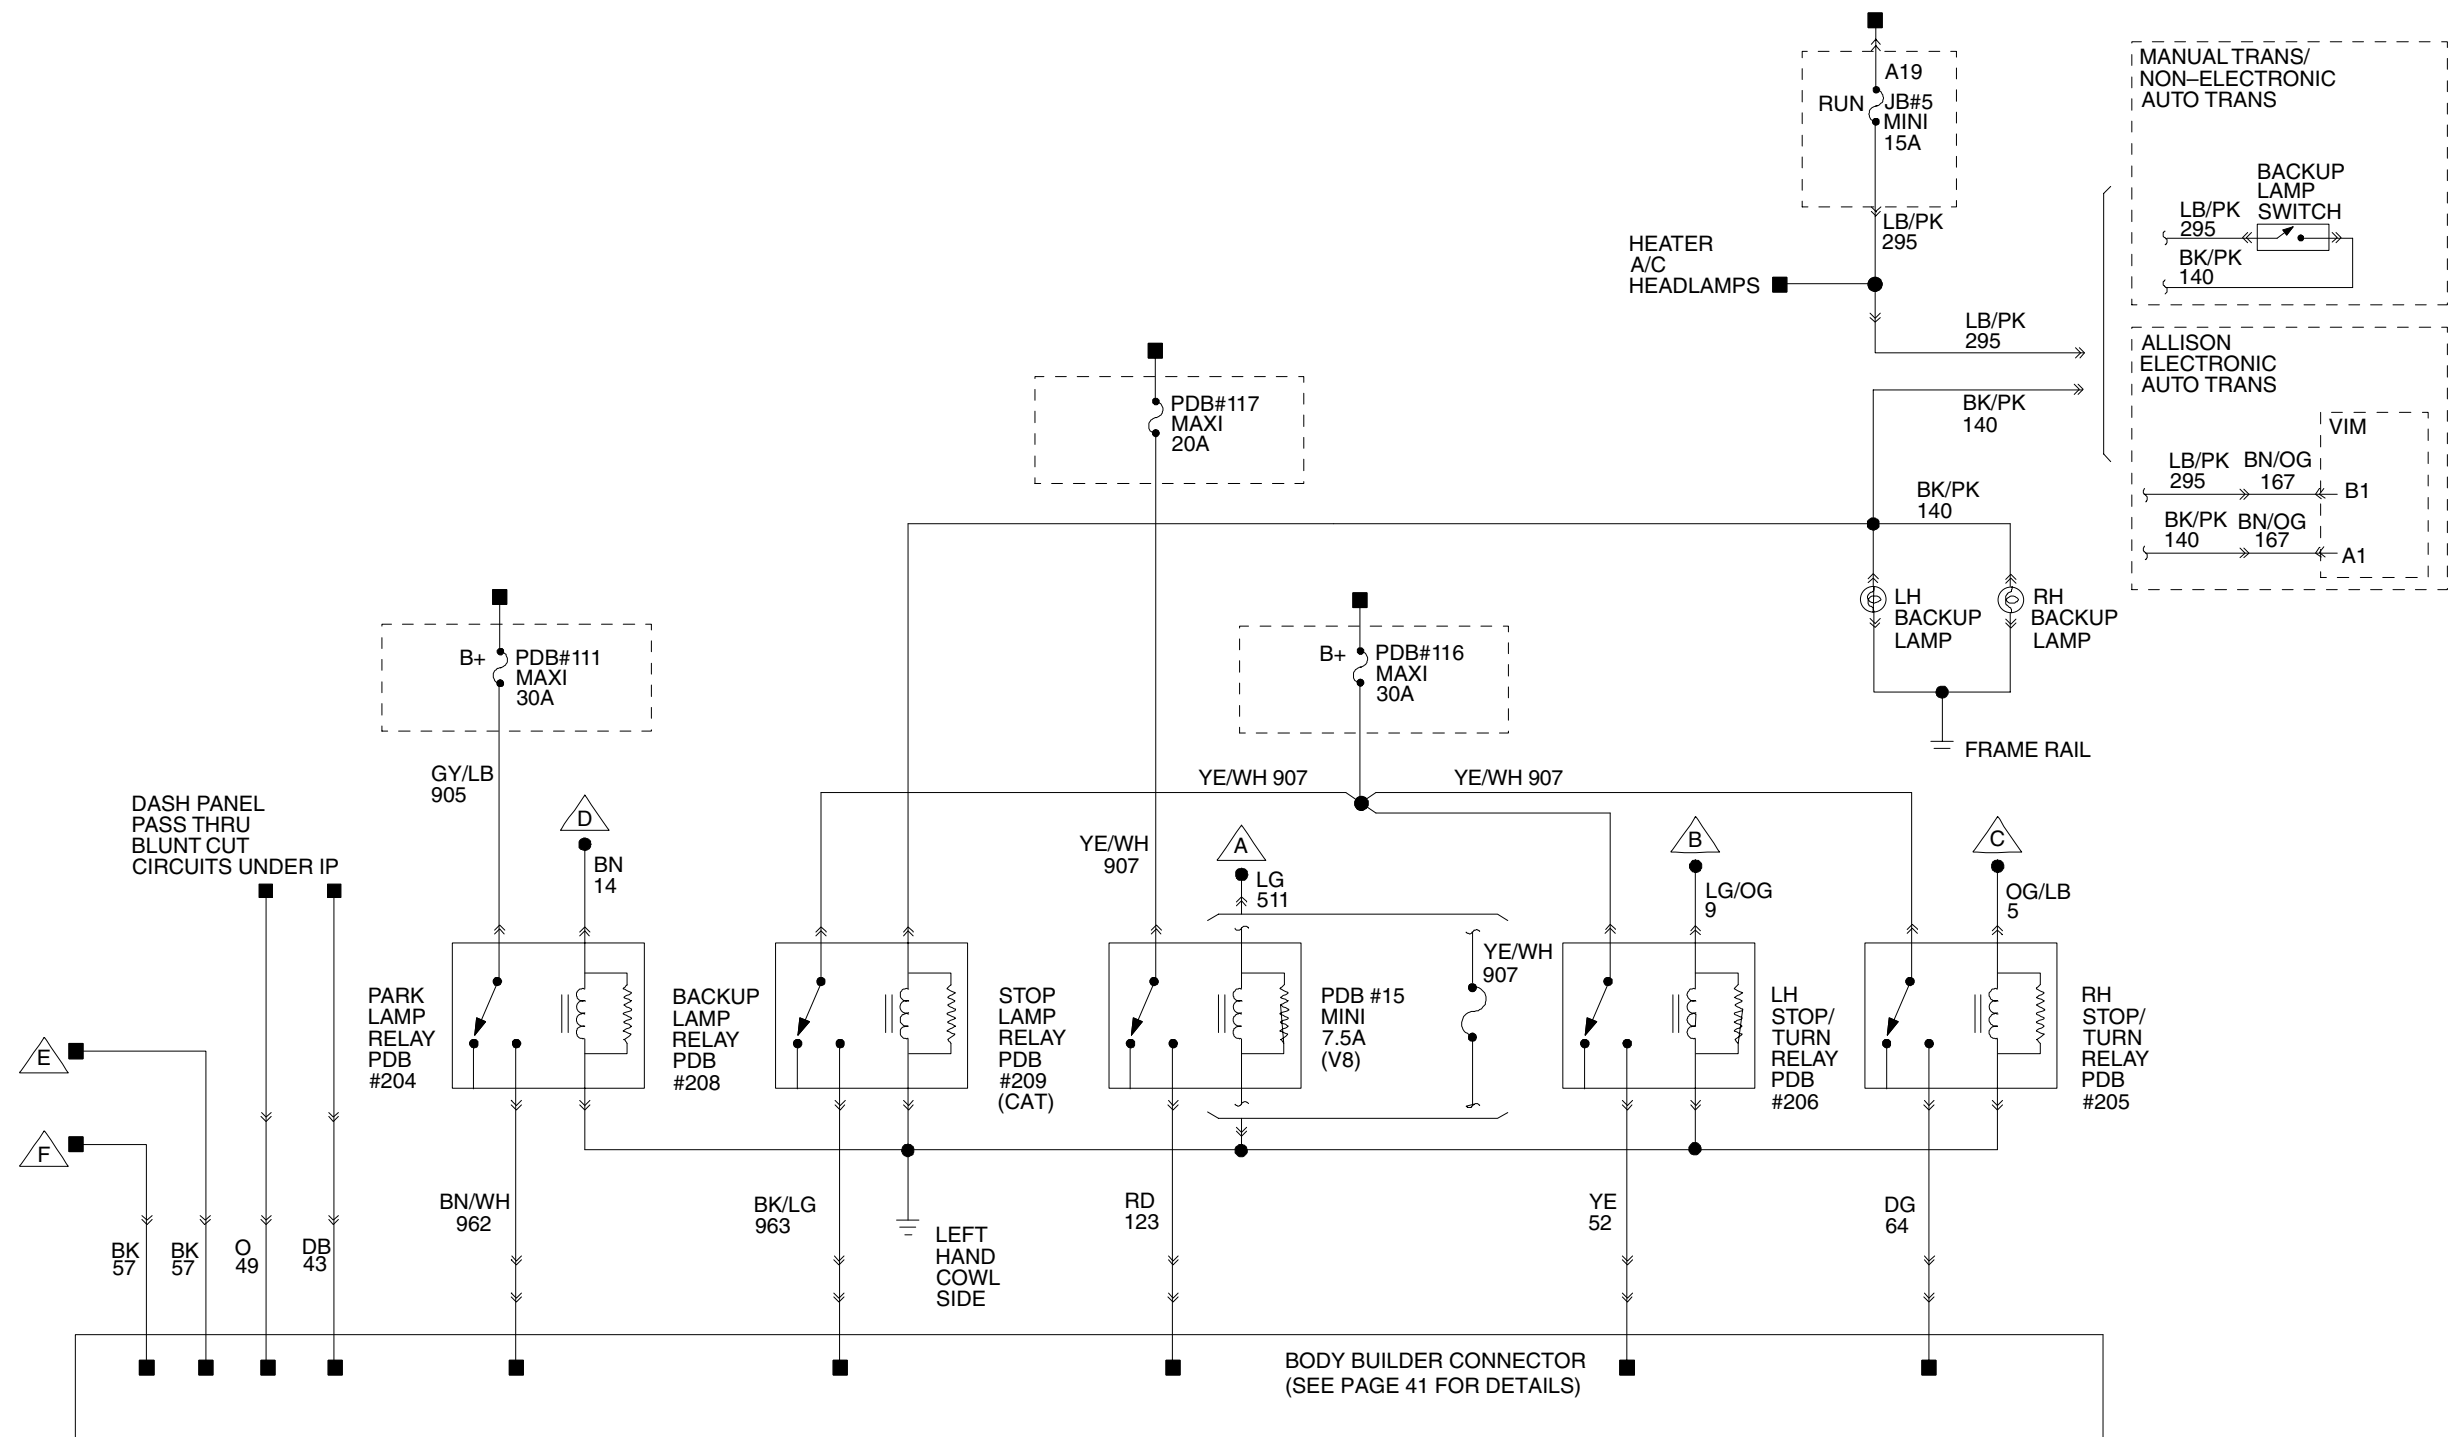 A19
RUN
JB#5
MINI
15A
LB/PK
295
HEATER
A/C
HEADLAMPS
LB/PK
295
BK/PK
140
MANUAL TRANS/
NON–ELECTRONIC
AUTO TRANS
BACKUP
LAMP
SWITCH
LB/PK
295
BK/PK
140
ALLISON
ELECTRONIC
AUTO TRANS
VIM
LB/PK
295
BN/OG
167
B1
BK/PK
140
BN/OG
167
A1
PDB#117
MAXI
20A
BK/PK
140
LH
BACKUP
LAMP
RH
BACKUP
LAMP
FRAME RAIL
B+
PDB#111
MAXI
30A
B+
PDB#116
MAXI
30A
GY/LB
905
YE/WH 907
YE/WH 907
DASH PANEL
PASS THRU
BLUNT CUT
CIRCUITS UNDER IP
D
BN
14
YE/WH
907
A
LG
511
B
LG/OG
9
C
OG/LB
5
YE/WH
907
PARK
LAMP
RELAY
PDB
#204
BACKUP
LAMP
RELAY
PDB
#208
STOP
LAMP
RELAY
PDB
#209
(CAT)
PDB #15
MINI
7.5A
(V8)
LH
STOP/
TURN
RELAY
PDB
#206
RH
STOP/
TURN
RELAY
PDB
#205
E
F
BK
57
BK
57
O
49
DB
43
BN/WH
962
BK/LG
963
LEFT
HAND
COWL
SIDE
RD
123
YE
52
DG
64
BODY BUILDER CONNECTOR
(SEE PAGE 41 FOR DETAILS)